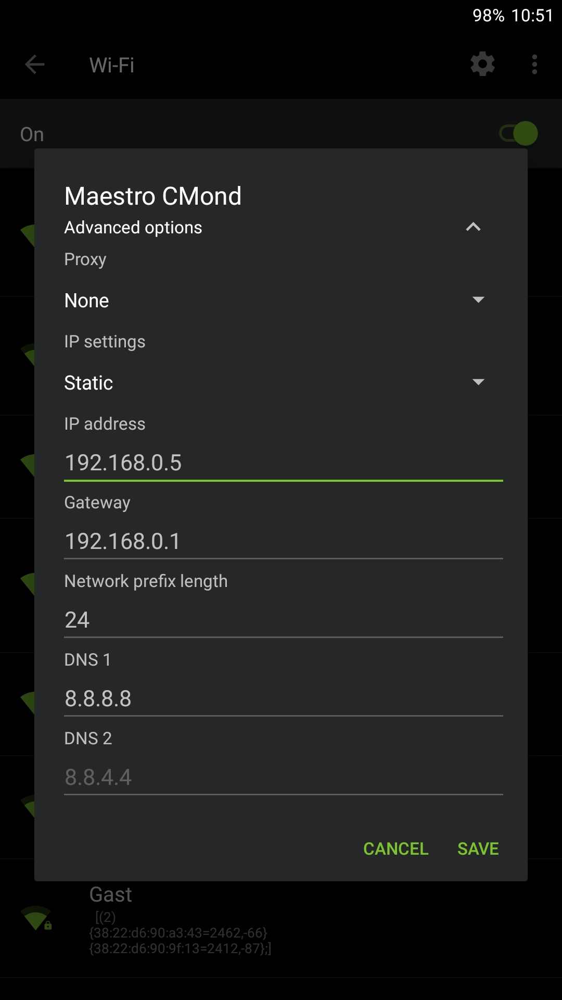 98% 10:51
Wi-Fi
On
Maestro CMond
Advanced options
Proxy
None
IP settings
Static
IP address
192.168.0.5
Gateway
192.168.0.1
Network prefix length
24
DNS 1
8.8.8.8
DNS 2
8.8.4.4
CANCEL SAVE
Gast
[(2)
{38:22:d6:90:a3:43=2462,-66}
{38:22:d6:90:9f:13=2412,-87};]